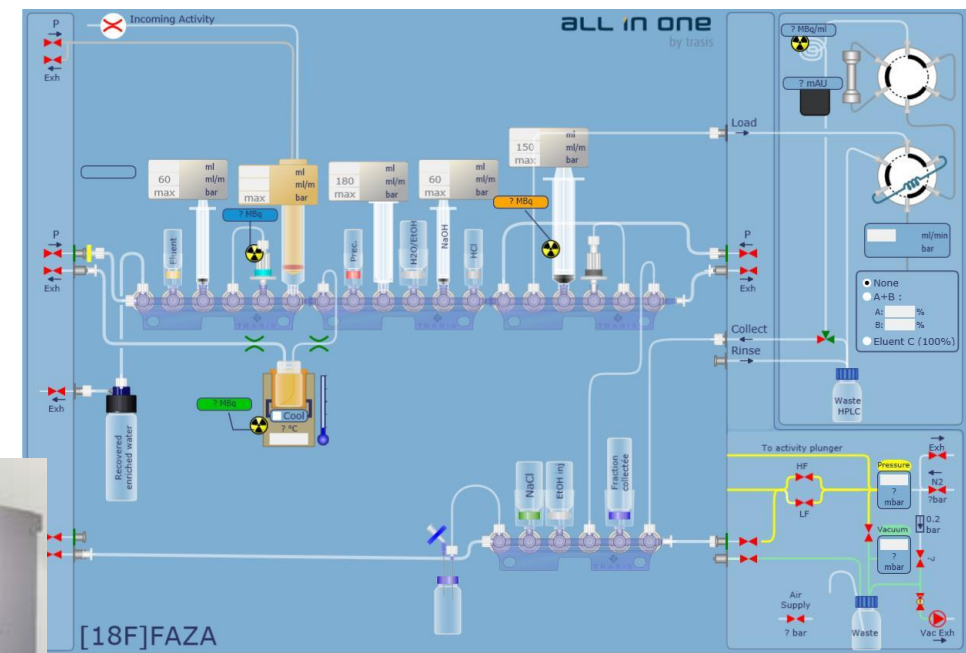 P
Incoming Activity
Exh
all in one
by trasis
? MBq/ml
? mAU
Load
ml
60 ml/m
max bar
ml
ml/m
max bar
ml
180 ml/m
max bar
ml
60 ml/m
max bar
ml
150 ml/m
max bar
? MBq
? MBq
Eluent
Prec.
H2O/EtOH
NaOH
HCl
P
Exh
P
Exh
TRASIS
TRASIS
TRASIS
ml/min
bar
None
A+B :
A: %
B: %
Eluent C (100%)
Collect
Rinse
Waste
HPLC
Exh
Recovered
enriched water
? MBq
Cool
? °C
NaCl
EtOH inj
Fraction
collectée
To activity plunger
HF
LF
Pressure
?
mbar
Exh
N2
?bar
0.2
bar
Vacuum
?
mbar
?
Air
Supply
? bar
Waste
Vac Exh
[18F]FAZA